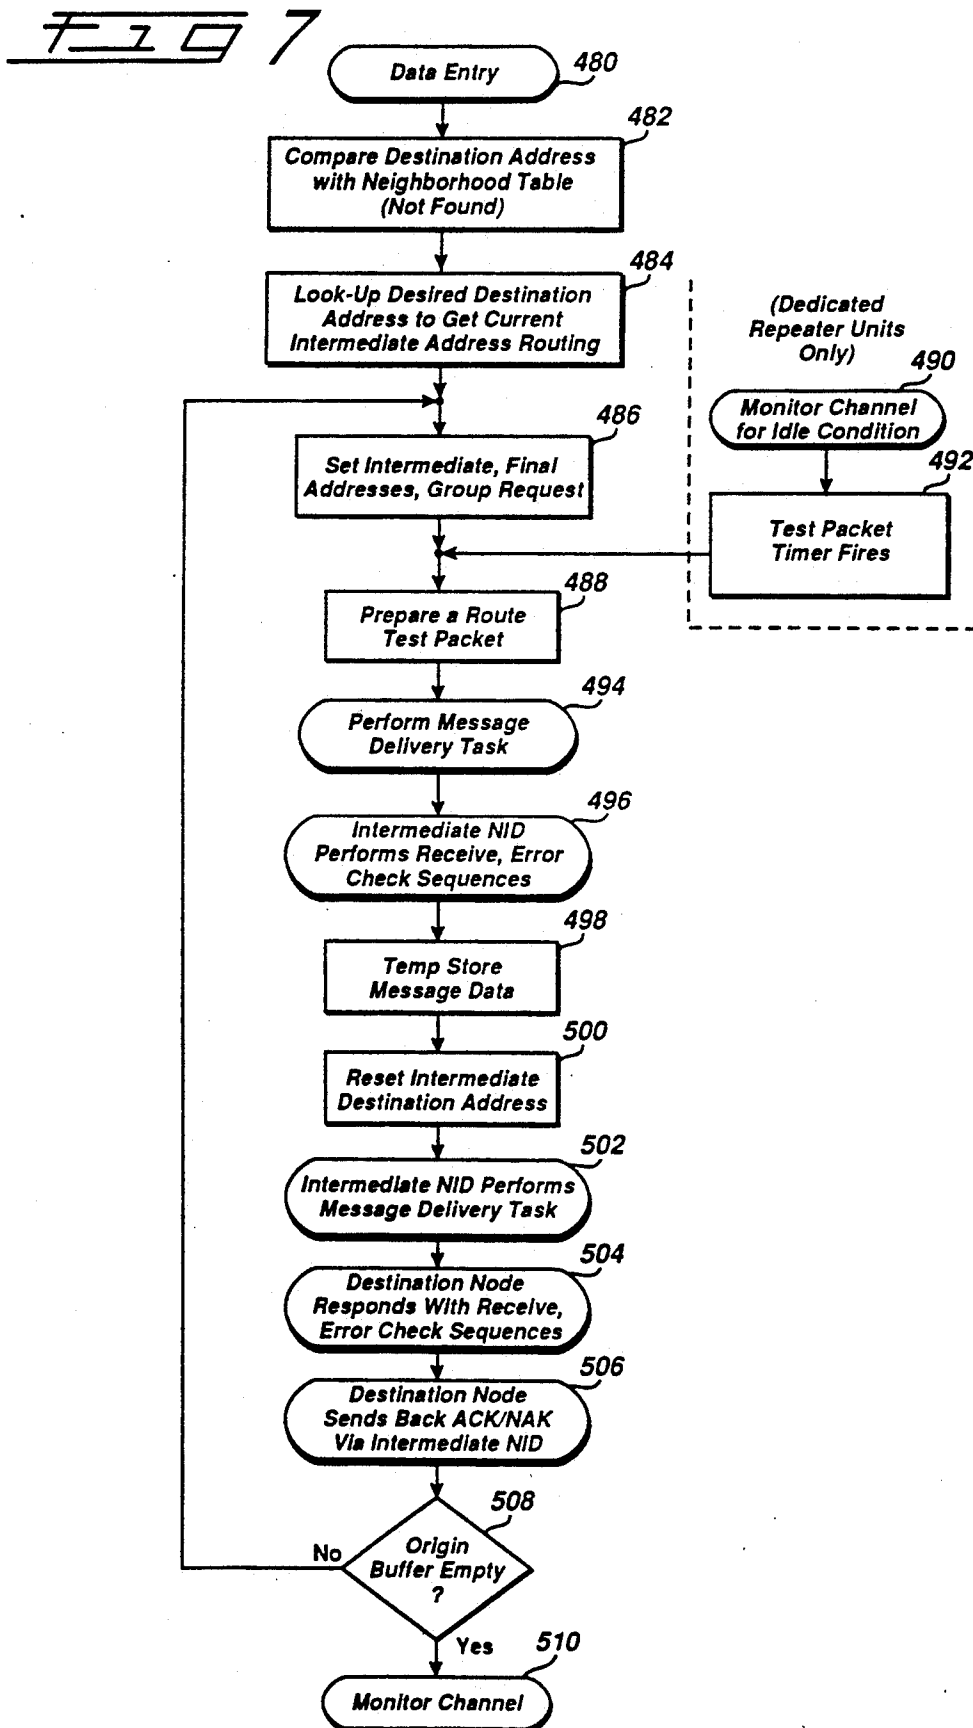 Fig 7
Data Entry
480
482
Compare Destination Address
with Neighborhood Table
(Not Found)
484
Look-Up Desired Destination
Address to Get Current
Intermediate Address Routing
(Dedicated
Repeater Units
Only)
490
Monitor Channel
for Idle Condition
486
Set Intermediate, Final
Addresses, Group Request
492
Test Packet
Timer Fires
488
Prepare a Route
Test Packet
494
Perform Message
Delivery Task
496
Intermediate NID
Performs Receive, Error
Check Sequences
498
Temp Store
Message Data
500
Reset Intermediate
Destination Address
502
Intermediate NID Performs
Message Delivery Task
504
Destination Node
Responds With Receive,
Error Check Sequences
506
Destination Node
Sends Back ACK/NAK
Via Intermediate NID
508
Origin
Buffer Empty
?
No
Yes
510
Monitor Channel